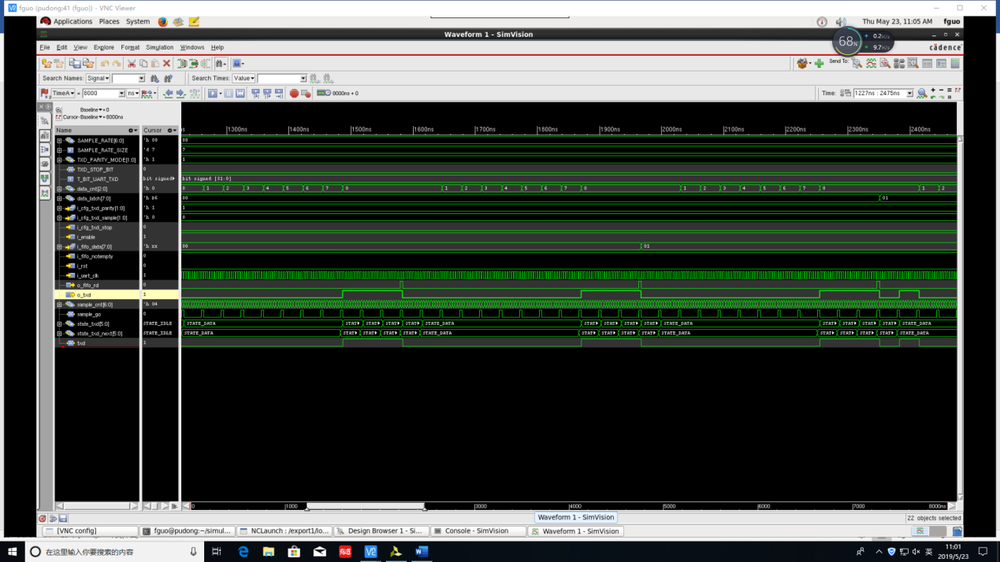 fguo (pudong:41 (fguo)) - VNC Viewer
Applications Places System Thu May 23, 11:05 AM fguo
Waveform 1 - SimVision
68% + 0.2K/s
+ 9.7K/s
File Edit View Explore Format Simulation Windows Help cādence
Send To:
Search Names: Signal Search Times: Value
TimeA = 8000 ns 8000ns + 0 Time: 1227ns : 2475ns
Baseline = 0
Cursor-Baseline = 8000ns
Name Cursor 1300ns 1400ns 1500ns 1600ns 1700ns 1800ns 1900ns 2000ns 2100ns 2200ns 2300ns 2400ns
SAMPLE_RATE[6:0] 'h 08 08
SAMPLE_RATE_SIZE 'd 7 7
TXD_PARITY_MODE[1:0] 'h 1 1
TXD_STOP_BIT 0
T_BIT_UART_TXD bit signed bit signed [31:0]
data_cnt[2:0] 'h 0 0 1 2 3 4 5 6 7 0 1 2 3 4 5 6 7 0 1 2 3 4 5 6 7 0 1 2
data_latch[7:0] 'h D6 00 01
i_cfg_txd_parity[1:0] 'h 1 1
i_cfg_txd_sample[1:0] 'h 0 0
i_cfg_txd_stop 0
i_enable 1
i_fifo_data[7:0] 'h xx 00 01
i_fifo_notempty 0
i_rst 0
i_uart_clk 1
o_fifo_rd 0
o_txd 1
sample_cnt[6:0] 'h 04
sample_go 0
state_txd[5:0] STATE_IDLE STATE_DATA STAT STAT STAT STAT STATE_DATA STAT STAT STAT STAT STATE_DATA STAT STAT STAT STAT STATE_DATA
state_txd_next[5:0] STATE_IDLE STATE_DATA STAT STAT STAT STAT STATE_DATA STAT STAT STAT STAT STATE_DATA STAT STAT STAT STAT STATE_DATA
txd 1
0 1000 3000 4000 5000 6000 7000 8000ns
Waveform 1 - SimVision
22 objects selected
[VNC config] fguo@pudong:~/simul... NCLaunch : /export1/lo... Design Browser 1 - Si... Console - SimVision Waveform 1 - SimVision
在这里输入你要搜索的内容 英 11:01
2019/5/23